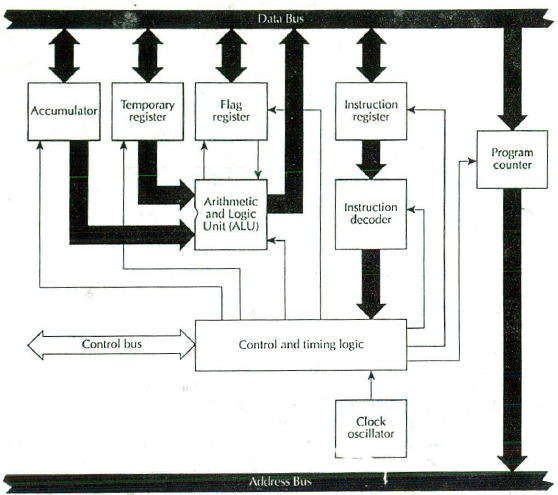 Data Bus
Accumulator
Temporary
register
Flag
register
Instruction
register
Program
counter
Arithmetic
and Logic
Unit (ALU)
Instruction
decoder
Control bus
Control and timing logic
Clock
oscillator
Address Bus